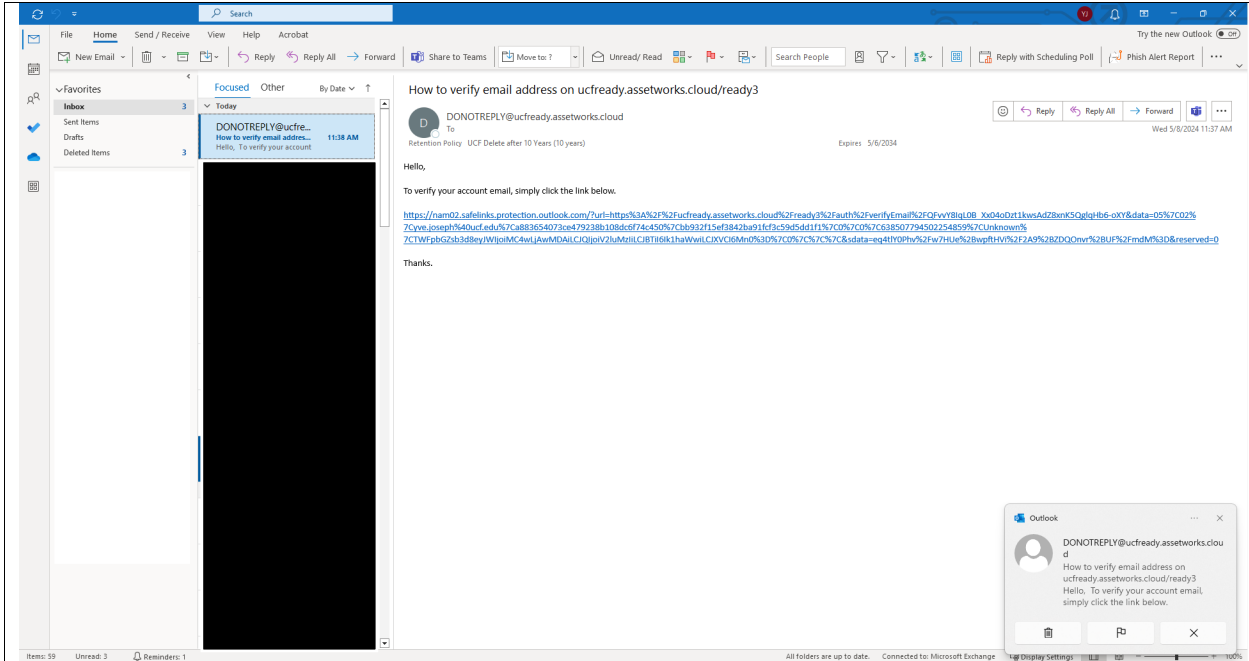 Search
YJ
File Home Send / Receive View Help Acrobat
Try the new Outlook Off
New Email
Reply Reply All Forward
Share to Teams
Move to: ?
Unread/ Read
Search People
Reply with Scheduling Poll
Phish Alert Report
Favorites
Inbox 3
Sent Items
Drafts
Deleted Items 3
Focused Other By Date
Today
DONOTREPLY@ucfre...
How to verify email addres... 11:38 AM
Hello, To verify your account
How to verify email address on ucfready.assetworks.cloud/ready3
D
DONOTREPLY@ucfready.assetworks.cloud
To
Reply Reply All Forward
Wed 5/8/2024 11:37 AM
Retention Policy UCF Delete after 10 Years (10 years)
Expires 5/6/2034
Hello,
To verify your account email, simply click the link below.
https://nam02.safelinks.protection.outlook.com/?url=https%3A%2F%2Fucfready.assetworks.cloud%2Fready3%2Fauth%2FverifyEmail%2FQFvvY8IqL0B_Xx04oDzt1kwsAdZ8xnK5QglqHb6-oXY&data=05%7C02%
7Cyve.joseph%40ucf.edu%7Ca883654073ce479238b108dc6f74c450%7Cbb932f15ef3842ba91fcf3c59d5dd1f1%7C0%7C0%7C638507794502254859%7CUnknown%
7CTWFpbGZsb3d8eyJWIjoiMC4wLjAwMDAiLCJQIjoiV2luMzIiLCJBTiI6Ik1haWwiLCJXVCI6Mn0%3D%7C0%7C%7C%7C&sdata=eq4tlY0Phv%2Fw7HUe%2BwpftHVi%2F2A9%2BZDQOnvr%2BUF%2FmdM%3D&reserved=0
Thanks.
Outlook
DONOTREPLY@ucfready.assetworks.clou
d
How to verify email address on
ucfready.assetworks.cloud/ready3
Hello, To verify your account email,
simply click the link below.
Items: 59 Unread: 3 Reminders: 1
All folders are up to date. Connected to: Microsoft Exchange Display Settings 100%